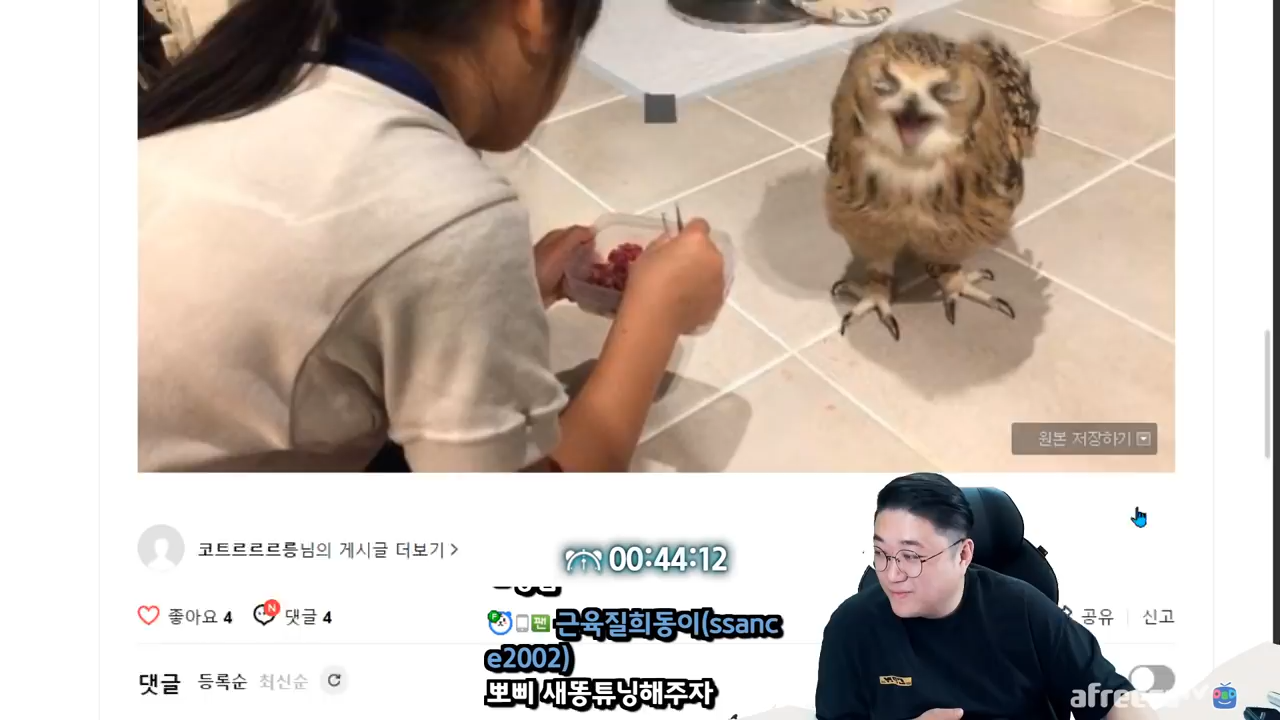 원본 저장하기
코트르르르릉님의 게시글 더보기
00:44:12
좋아요 4 댓글 4
공유 신고
F 팬 근육질희동이(ssanc
e2002)
뽀삐 새똥튜닝해주자
댓글 등록순 최신순